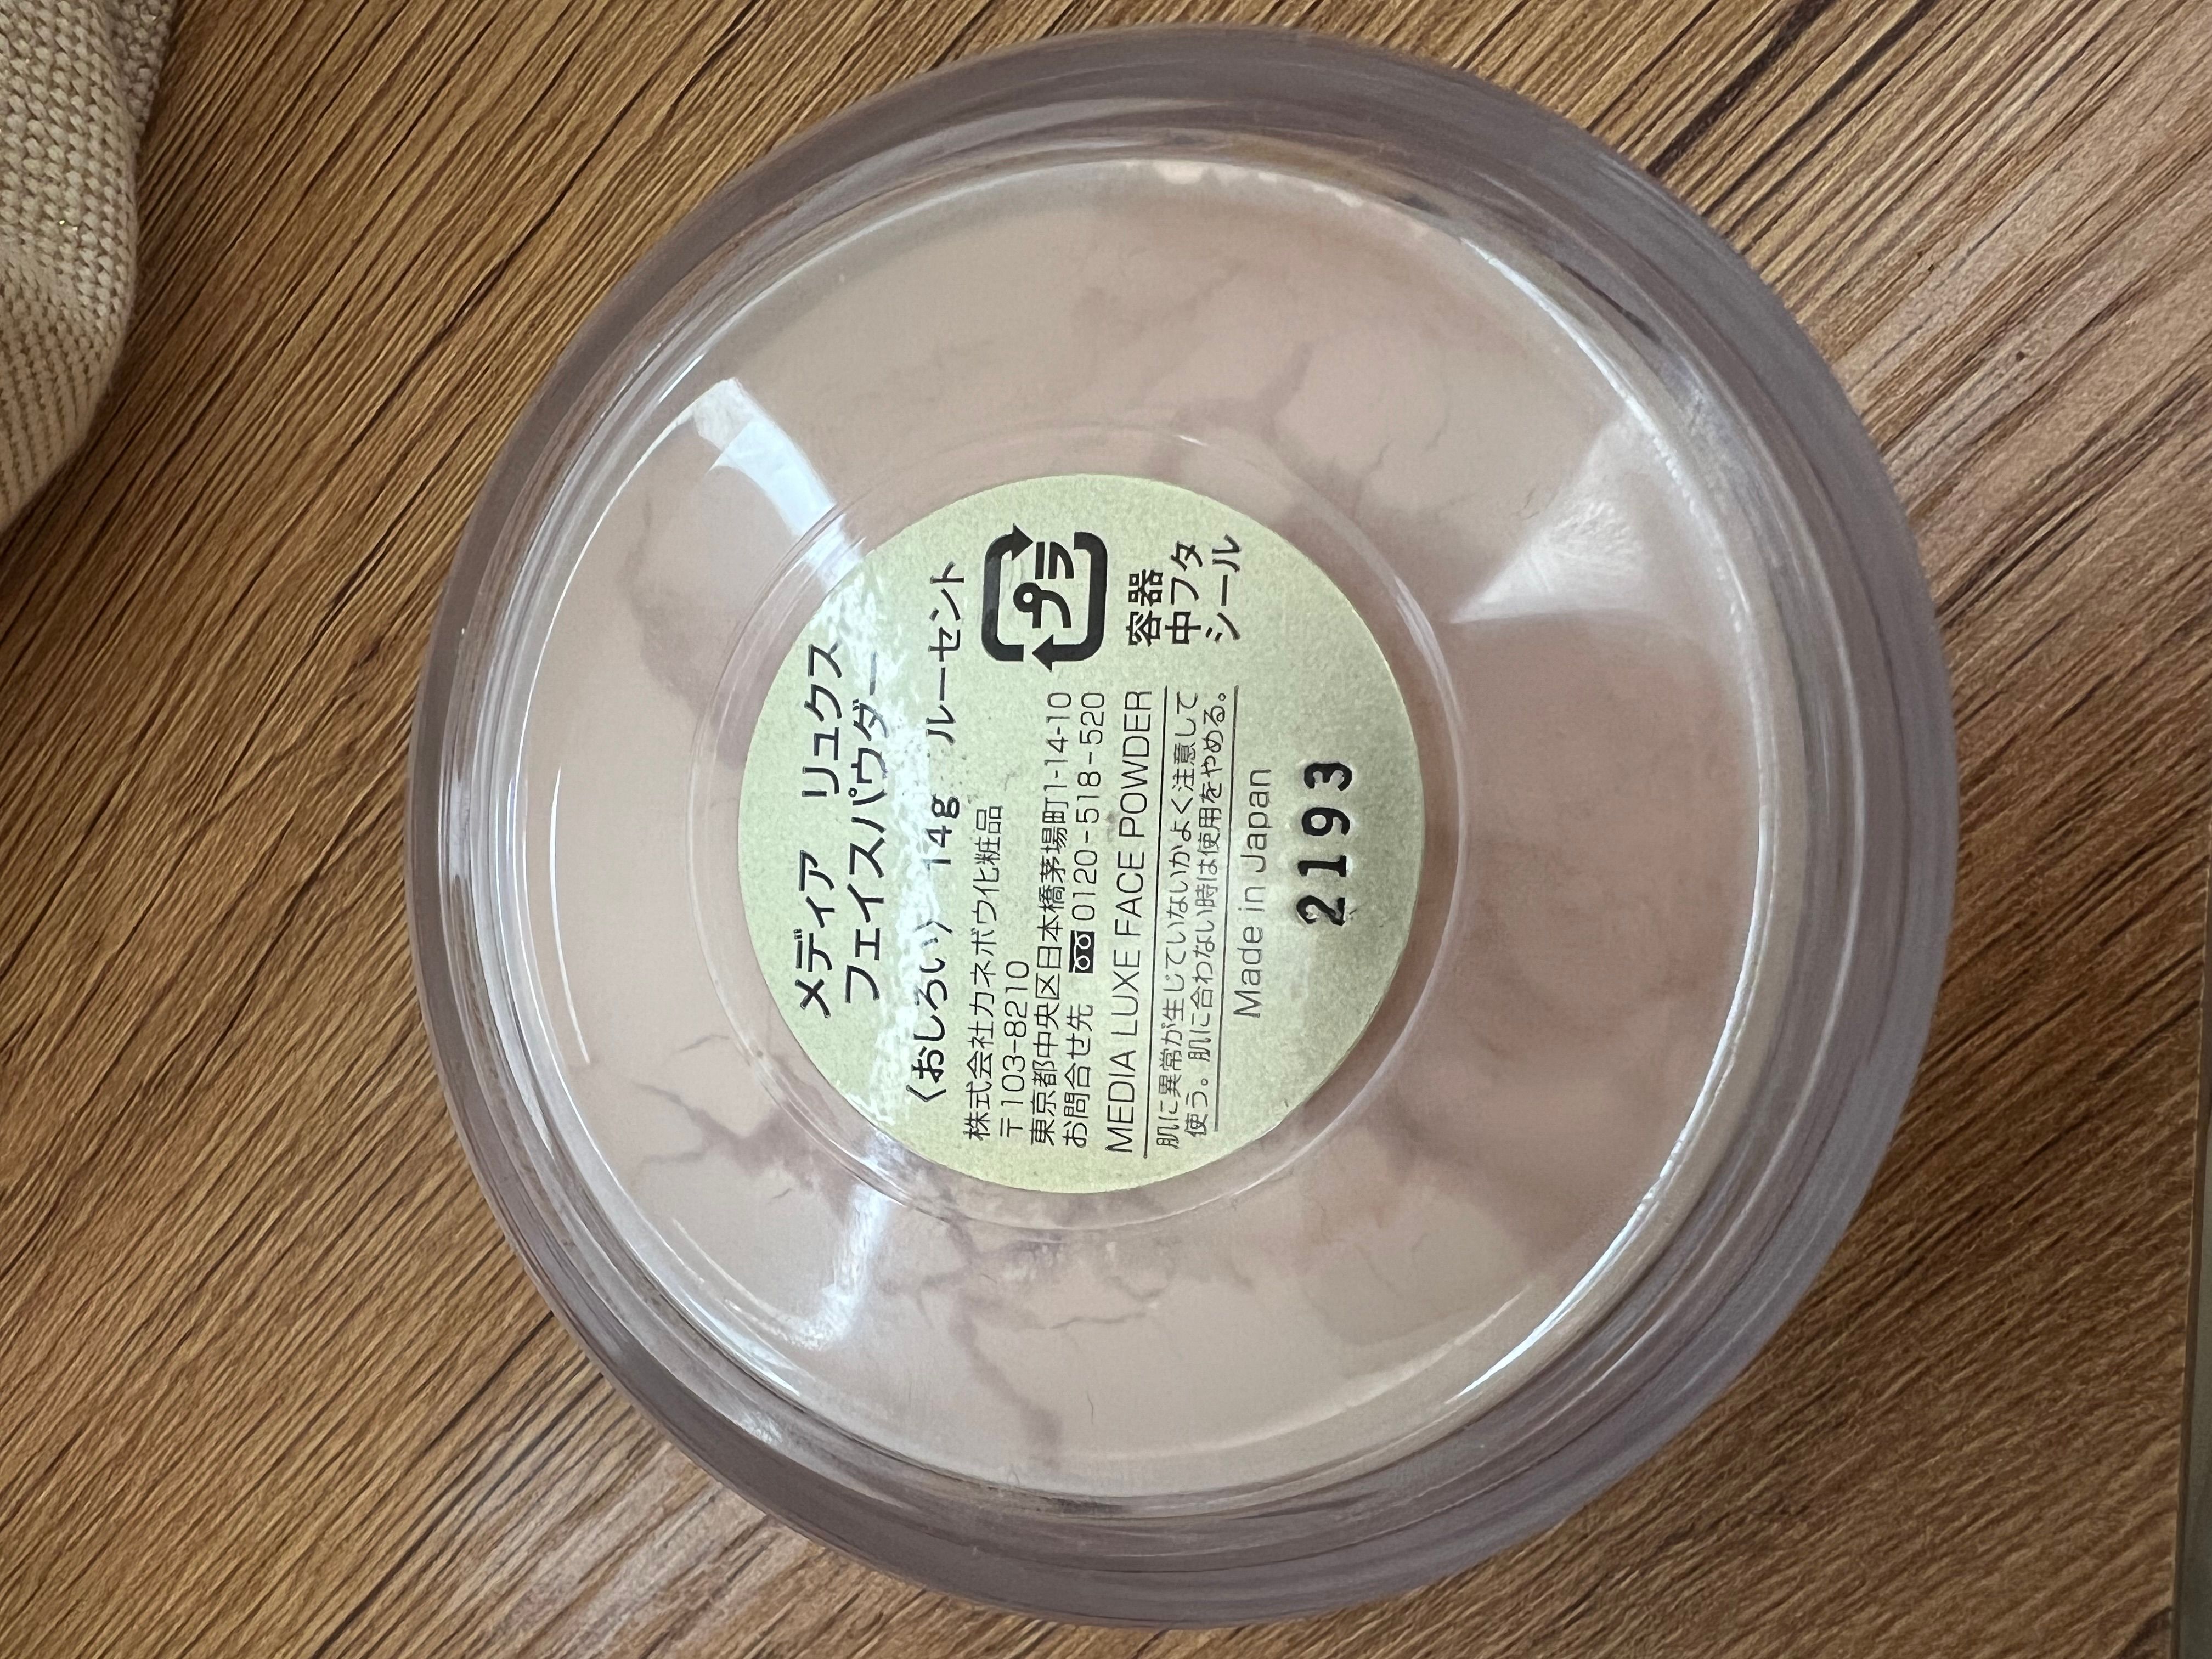 メディア リュクス
フェイスパウダー
〈おしろい〉 14g ルーセント
株式会社カネボウ化粧品
〒103-8210
東京都中央区日本橋茅場町1-14-10
お問合せ先 0120-518-520
MEDIA LUXE FACE POWDER
肌に異常が生じていないかよく注意して
使う。肌に合わない時は使用をやめる。
Made in Japan
2193
プラ
容器
中フタ
シール